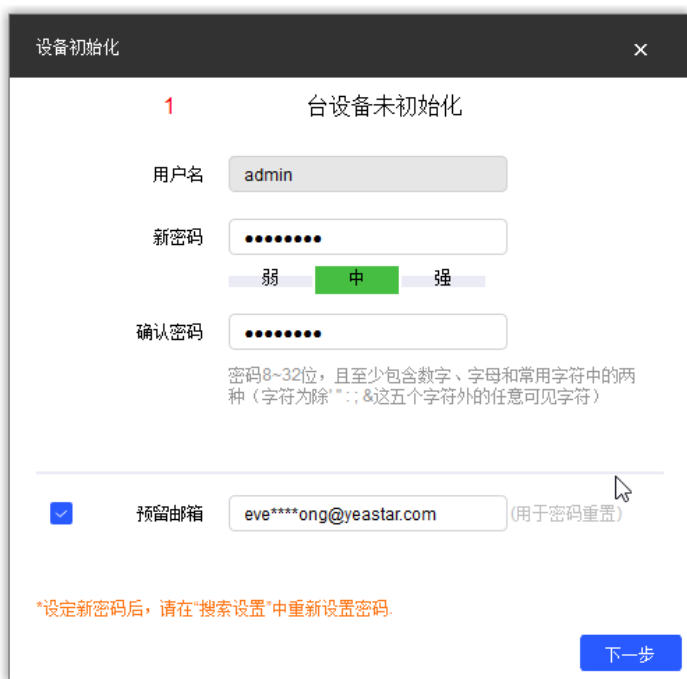 设备初始化
1 台设备未初始化
用户名 admin
新密码 ●●●●●●●●
弱 中 强
确认密码 ●●●●●●●●
密码8~32位，且至少包含数字、字母和常用字符中的两
种（字符为除' " : ; &这五个字符外的任意可见字符）
预留邮箱 eve****ong@yeastar.com (用于密码重置)
*设定新密码后，请在“搜索设置”中重新设置密码.
下一步